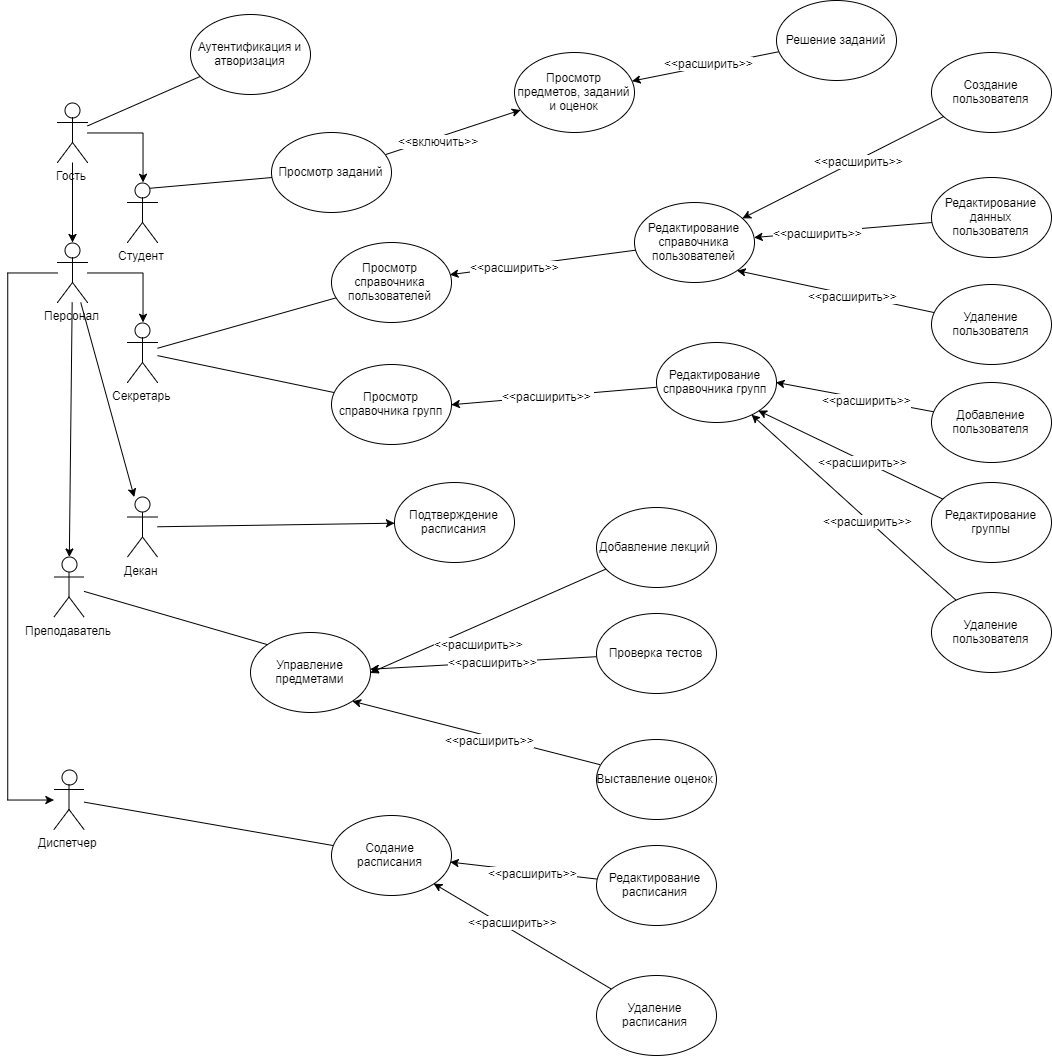 Аутентификация и
атворизация
Решение заданий
<<расширить>>
Просмотр
предметов, заданий
и оценок
Создание
пользователя
<<включить>>
Гость
Просмотр заданий
<<расширить>>
Студент
Редактирование
данных
пользователя
Редактирование
справочника
пользователей
<<расширить>>
Просмотр
справочника
пользователей
<<расширить>>
<<расширить>>
Персонал
Удаление
пользователя
Секретарь
Просмотр
справочника групп
<<расширить>>
Редактирование
справочника групп
<<расширить>>
Добавление
пользователя
<<расширить>>
Редактирование
группы
<<расширить>>
Подтверждение
расписания
Декан
Добавление лекций
Преподаватель
Удаление
пользователя
<<расширить>>
<<расширить>>
Проверка тестов
Управление
предметами
<<расширить>>
Выставление оценок
Диспетчер
Содание
расписания
<<расширить>>
Редактирование
расписания
<<расширить>>
Удаление
расписания